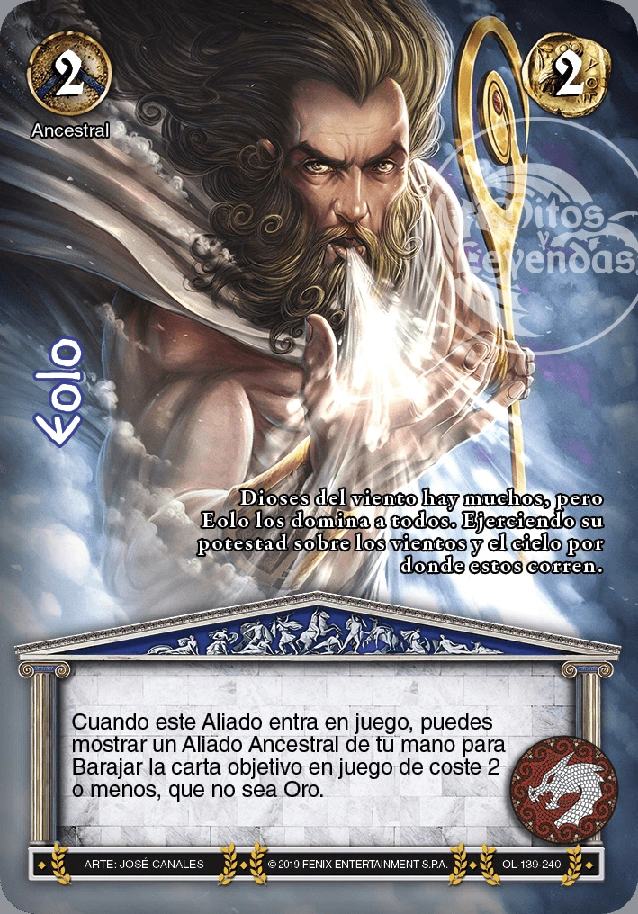 2
2
Ancestral
Mitos
y
Leyendas
Eolo
Dioses del viento hay muchos, pero
Eolo los domina a todos. Ejerciendo su
potestad sobre los vientos y el cielo por
donde estos corren.
Cuando este Aliado entra en juego, puedes
mostrar un Aliado Ancestral de tu mano para
Barajar la carta objetivo en juego de coste 2
o menos, que no sea Oro.
ARTE: JOSÉ CANALES
© 2019 FENIX ENTERTAINMENT S.P.A.
OL 139-240